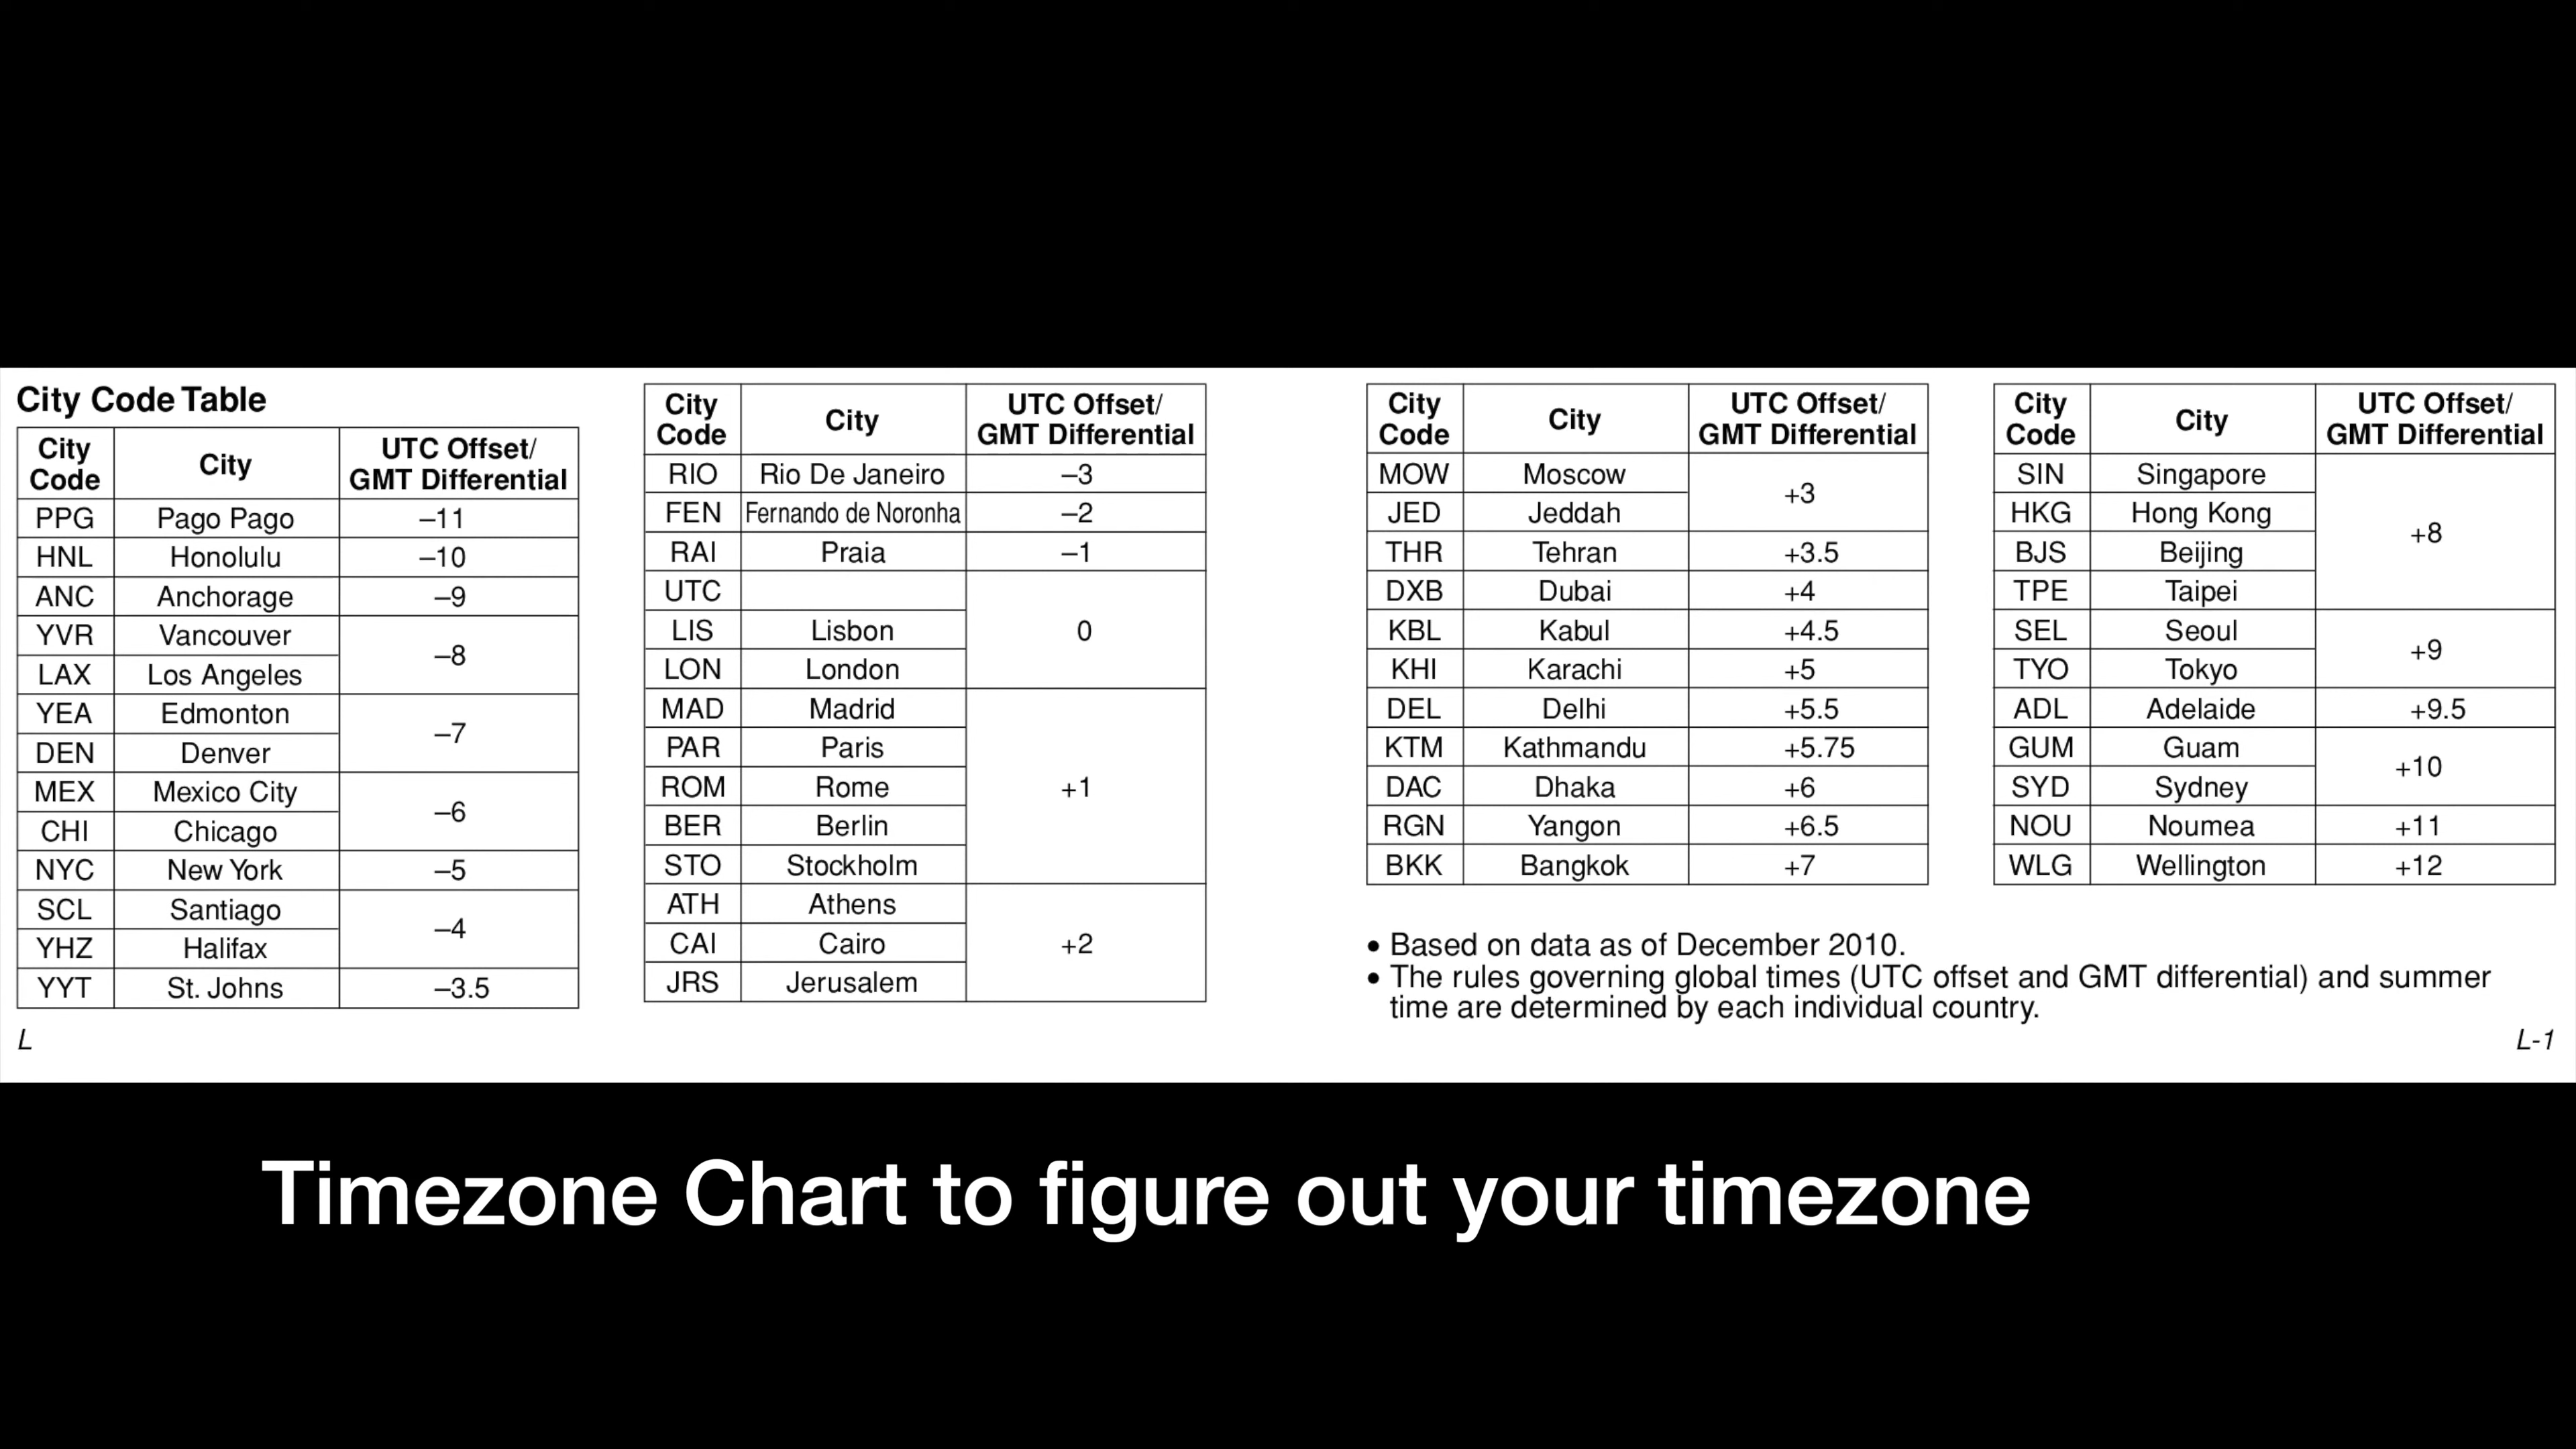 City Code Table
City Code City UTC Offset/ GMT Differential
PPG Pago Pago –11
HNL Honolulu –10
ANC Anchorage –9
YVR Vancouver –8
LAX Los Angeles
YEA Edmonton –7
DEN Denver
MEX Mexico City –6
CHI Chicago
NYC New York –5
SCL Santiago –4
YHZ Halifax
YYT St. Johns –3.5
L
City Code City UTC Offset/ GMT Differential
RIO Rio De Janeiro –3
FEN Fernando de Noronha –2
RAI Praia –1
UTC 0
LIS Lisbon
LON London
MAD Madrid +1
PAR Paris
ROM Rome
BER Berlin
STO Stockholm
ATH Athens +2
CAI Cairo
JRS Jerusalem
City Code City UTC Offset/ GMT Differential
MOW Moscow +3
JED Jeddah
THR Tehran +3.5
DXB Dubai +4
KBL Kabul +4.5
KHI Karachi +5
DEL Delhi +5.5
KTM Kathmandu +5.75
DAC Dhaka +6
RGN Yangon +6.5
BKK Bangkok +7
City Code City UTC Offset/ GMT Differential
SIN Singapore +8
HKG Hong Kong
BJS Beijing
TPE Taipei
SEL Seoul +9
TYO Tokyo
ADL Adelaide +9.5
GUM Guam +10
SYD Sydney
NOU Noumea +11
WLG Wellington +12
• Based on data as of December 2010.
• The rules governing global times (UTC offset and GMT differential) and summer
time are determined by each individual country.
L-1
Timezone Chart to figure out your timezone